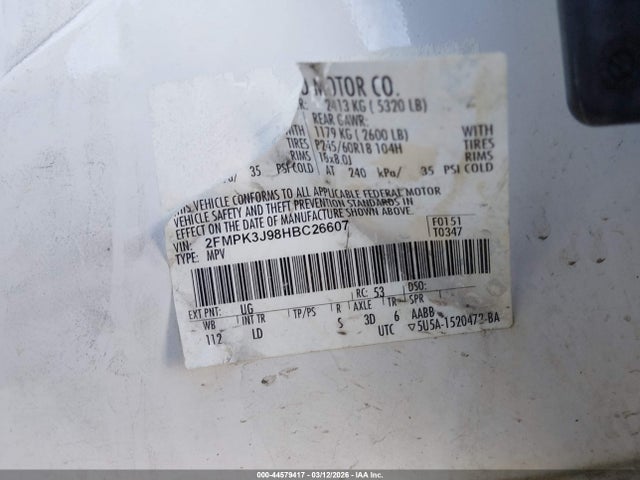 MOTOR CO.
2413 KG ( 5320 LB)
REAR GAWR:
1179 KG ( 2600 LB) WITH
P245/60R18 104H TIRES
RIMS
35 PSI COLD AT 240 kPa/ 35 PSI COLD
THIS VEHICLE CONFORMS TO ALL APPLICABLE FEDERAL MOTOR
VEHICLE SAFETY AND THEFT PREVENTION STANDARDS IN
EFFECT ON THE DATE OF MANUFACTURE SHOWN ABOVE.
VIN: 2FMPK3J98HBC26607 F0151
TYPE: MPV T0347
EXT PNT: UG RC: 53 DSO:
WB INT TR TP/PS R AXLE TR SPR
112 LD S 3D 6 AABB
UTC ▽5U5A-1520472-BA
000-44579417 - 03/12/2026 - IAA, Inc.